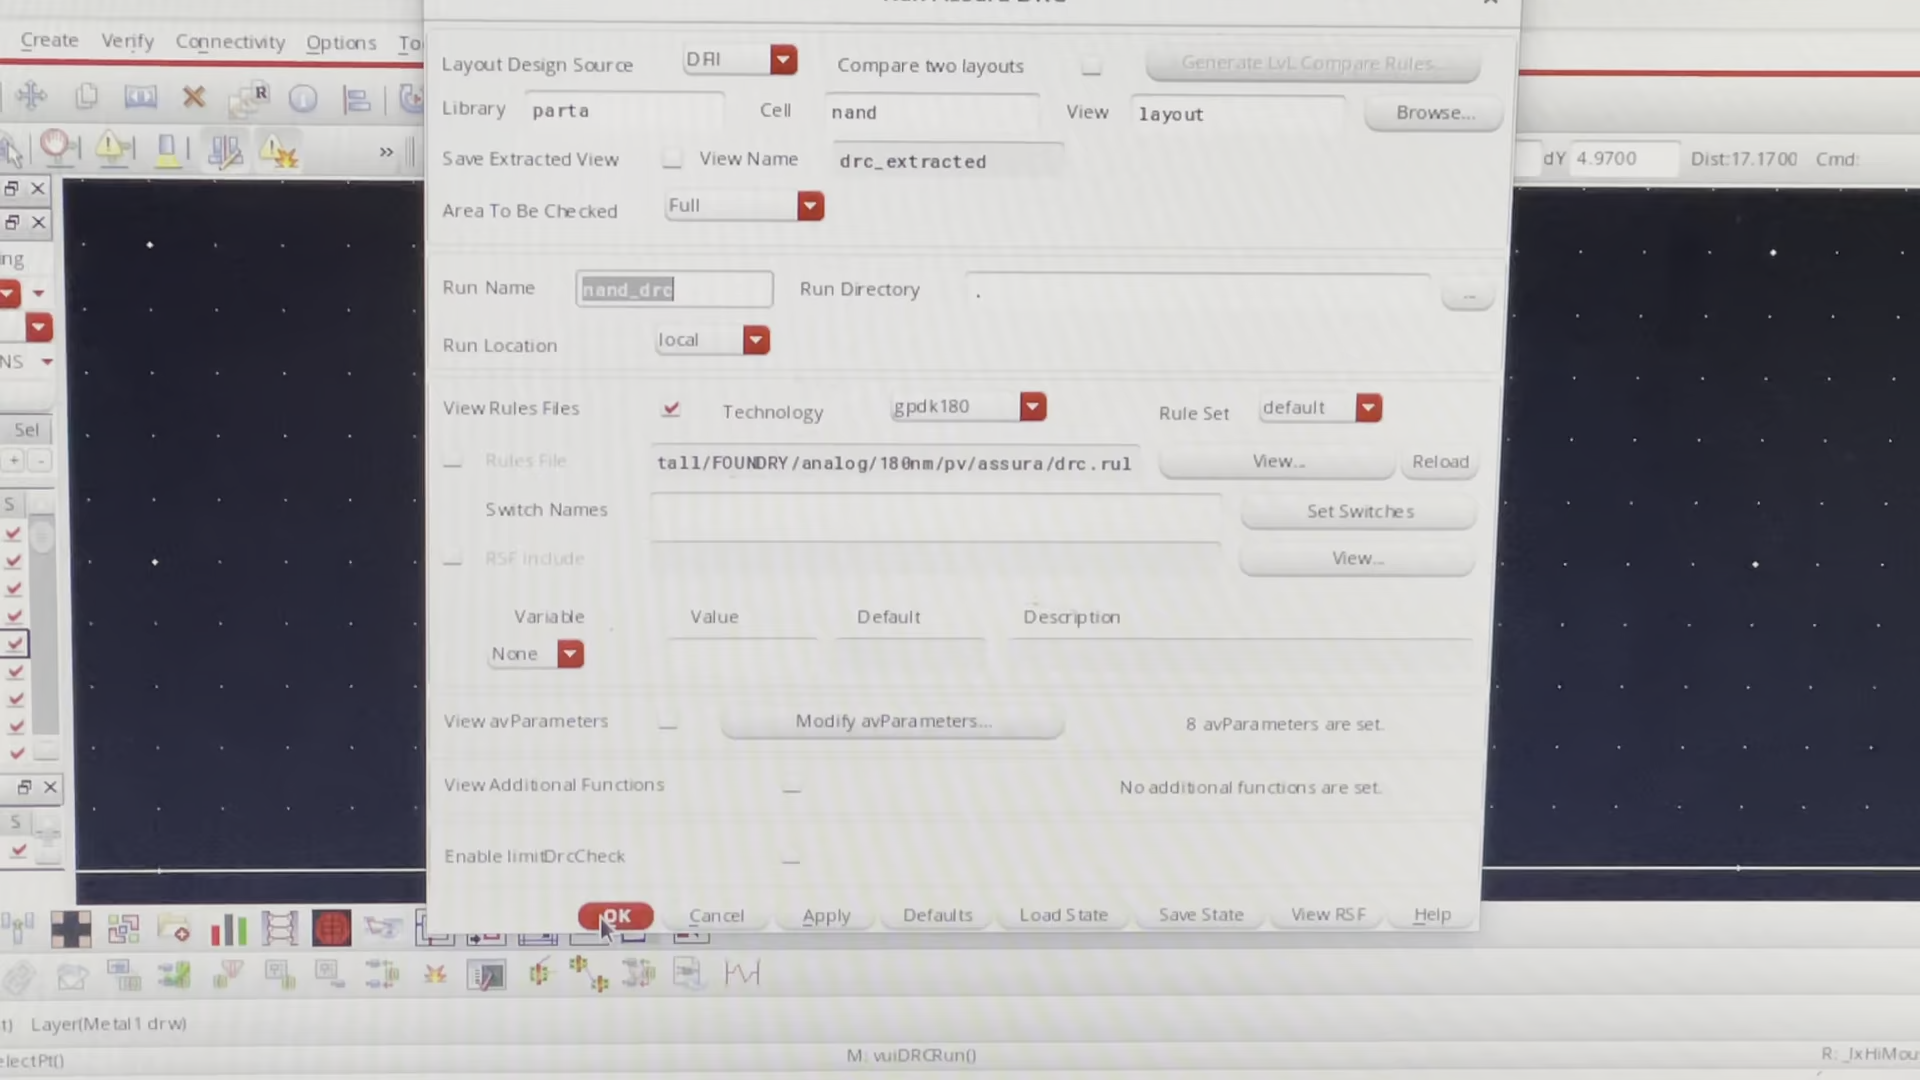 Create Verify Connectivity Options To
Layout Design Source DFII Compare two layouts Generate LvL Compare Rules...
Library parta Cell nand View layout Browse...
Save Extracted View View Name drc_extracted
Area To Be Checked Full
dY 4.9700 Dist:17.1700 Cmd:
Run Name nand_drc Run Directory . ...
Run Location local
View Rules Files Technology gpdk180 Rule Set default
Rules File tall/FOUNDRY/analog/180nm/pv/assura/drc.rul View... Reload
Switch Names Set Switches
RSF Include View...
Variable Value Default Description
None
View avParameters Modify avParameters... 8 avParameters are set.
View Additional Functions No additional functions are set.
Enable limitDrcCheck
OK Cancel Apply Defaults Load State Save State View RSF Help
ing
NS
Sel
+ -
S
S
R
»
t) Layer(Metal1 drw)
electPt() M: vuiDRCRun() R: _lxHiMou